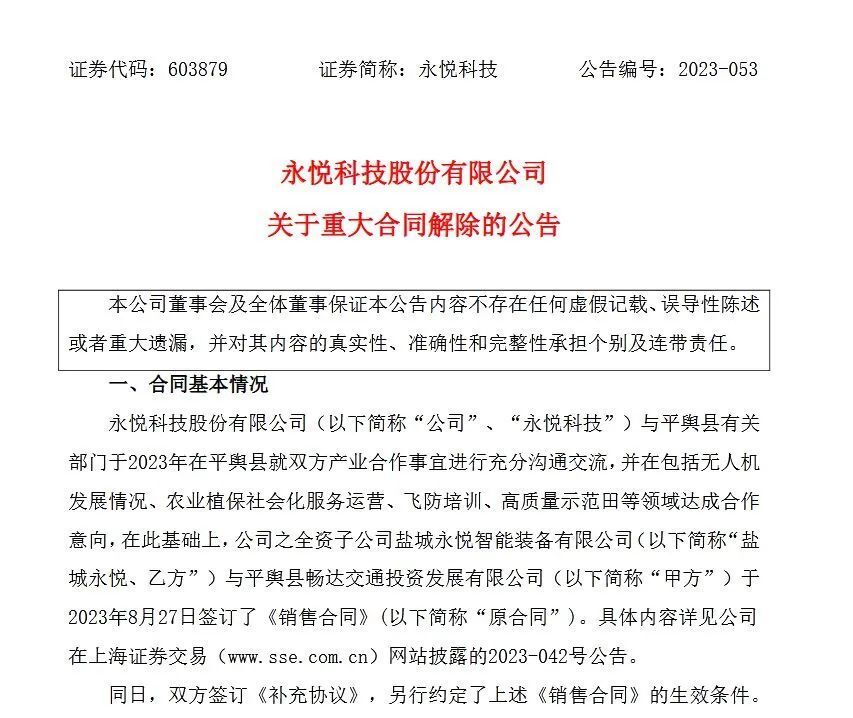 证券代码：603879 证券简称：永悦科技 公告编号：2023-053
永悦科技股份有限公司
关于重大合同解除的公告
本公司董事会及全体董事保证本公告内容不存在任何虚假记载、误导性陈述
或者重大遗漏，并对其内容的真实性、准确性和完整性承担个别及连带责任。
一、合同基本情况
永悦科技股份有限公司（以下简称“公司”、“永悦科技”）与平舆县有关
部门于2023年在平舆县就双方产业合作事宜进行充分沟通交流，并在包括无人机
发展情况、农业植保社会化服务运营、飞防培训、高质量示范田等领域达成合作
意向，在此基础上，公司之全资子公司盐城永悦智能装备有限公司（以下简称“盐
城永悦、乙方”）与平舆县畅达交通投资发展有限公司（以下简称“甲方”）于
2023年8月27日签订了《销售合同》(以下简称“原合同”)。具体内容详见公司
在上海证券交易（www.sse.com.cn）网站披露的2023-042号公告。
同日，双方签订《补充协议》，另行约定了上述《销售合同》的生效条件。